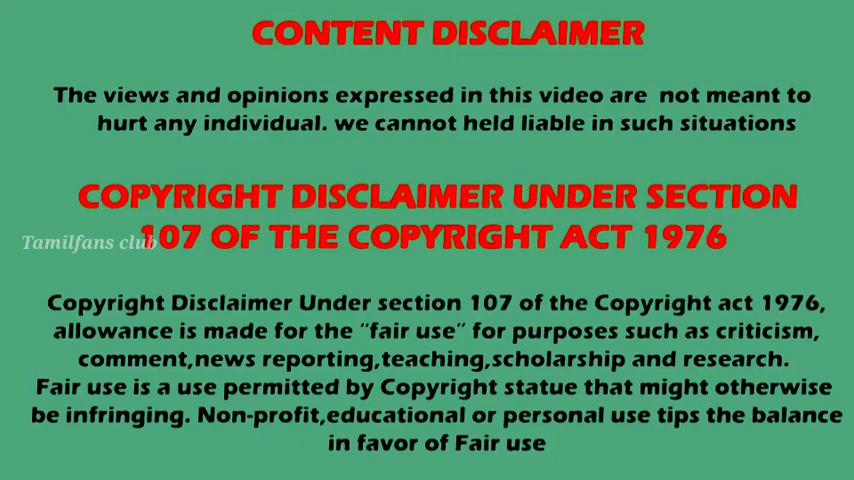 CONTENT DISCLAIMER
The views and opinions expressed in this video are not meant to
hurt any individual. we cannot held liable in such situations
COPYRIGHT DISCLAIMER UNDER SECTION
107 OF THE COPYRIGHT ACT 1976
Tamilfans club
Copyright Disclaimer Under section 107 of the Copyright act 1976,
allowance is made for the "fair use" for purposes such as criticism,
comment,news reporting,teaching,scholarship and research.
Fair use is a use permitted by Copyright statue that might otherwise
be infringing. Non-profit,educational or personal use tips the balance
in favor of Fair use